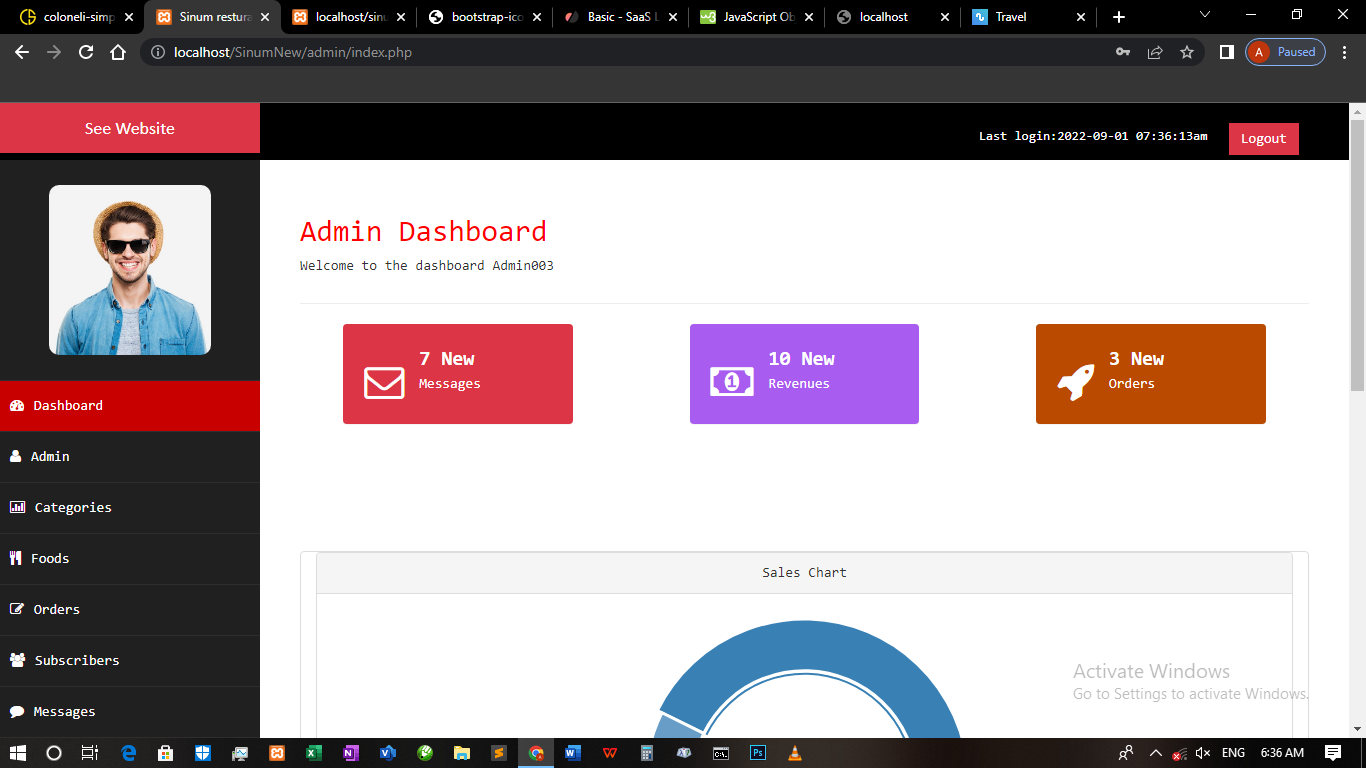 coloneli-simp
Sinum restura
localhost/sinu
bootstrap-ico
Basic - SaaS L
JavaScript Ob
localhost
Travel
localhost/SinumNew/admin/index.php
A Paused
See Website
Last login:2022-09-01 07:36:13am
Logout
Admin Dashboard
Welcome to the dashboard Admin003
7 New
Messages
10 New
Revenues
3 New
Orders
Dashboard
Admin
Categories
Foods
Orders
Subscribers
Messages
Sales Chart
Activate Windows
Go to Settings to activate Windows.
ENG
6:36 AM